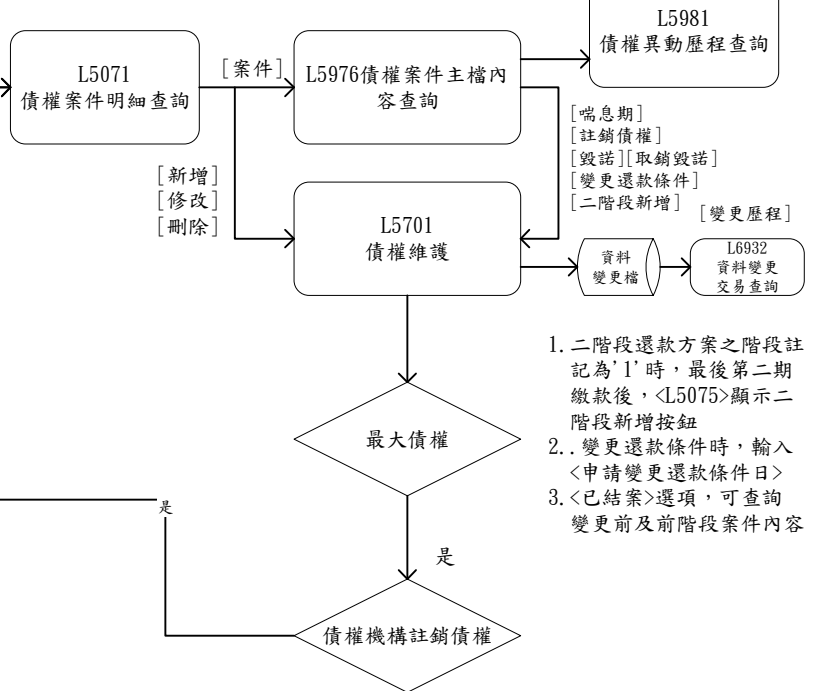 L5981
債權異動歷程查詢
L5071
債權案件明細查詢
[案件]
L5976債權案件主檔內
容查詢
[喘息期]
[註銷債權]
[毀諾][取銷毀諾]
[變更還款條件]
[二階段新增]
[新增]
[修改]
[刪除]
L5701
債權維護
[變更歷程]
資料
變更檔
L6932
資料變更
交易查詢
1. 二階段還款方案之階段註
記為'1'時，最後第二期
繳款後，<L5075>顯示二
階段新增按鈕
2. . 變更還款條件時，輸入
<申請變更還款條件日>
3. <已結案>選項，可查詢
變更前及前階段案件內容
最大債權
是
是
債權機構註銷債權